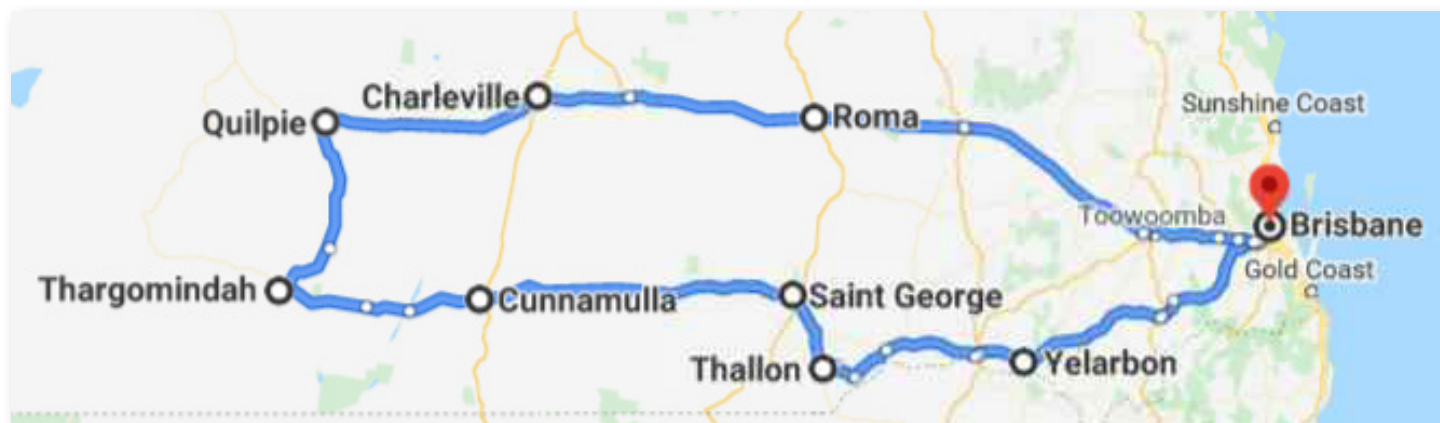 Charleville
Quilpie
Roma
Sunshine Coast
Toowoomba
Brisbane
Gold Coast
Thargomindah
Cunnamulla
Saint George
Thallon
Yelarbon